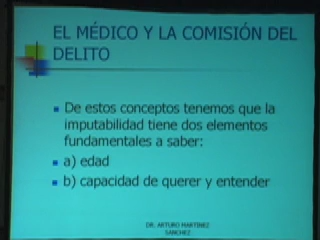 EL MÉDICO Y LA COMISIÓN DEL
DELITO
De estos conceptos tenemos que la
imputabilidad tiene dos elementos
fundamentales a saber:
a) edad
b) capacidad de querer y entender
DR. ARTURO MARTINEZ
SANCHEZ